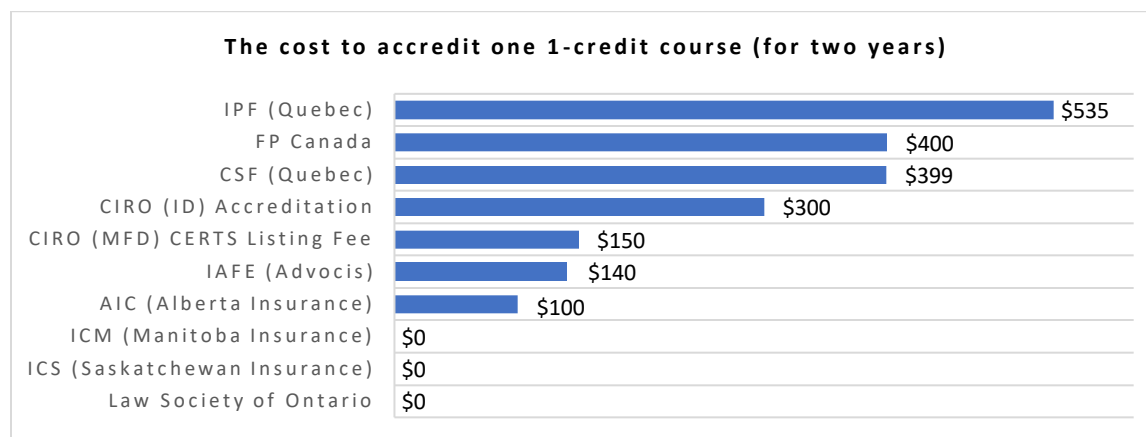 The cost to accredit one 1-credit course (for two years)
IPF (Quebec) $535
FP Canada $400
CSF (Quebec) $399
CIRO (ID) Accreditation $300
CIRO (MFD) CERTS Listing Fee $150
IAFE (Advocis) $140
AIC (Alberta Insurance) $100
ICM (Manitoba Insurance) $0
ICS (Saskatchewan Insurance) $0
Law Society of Ontario $0